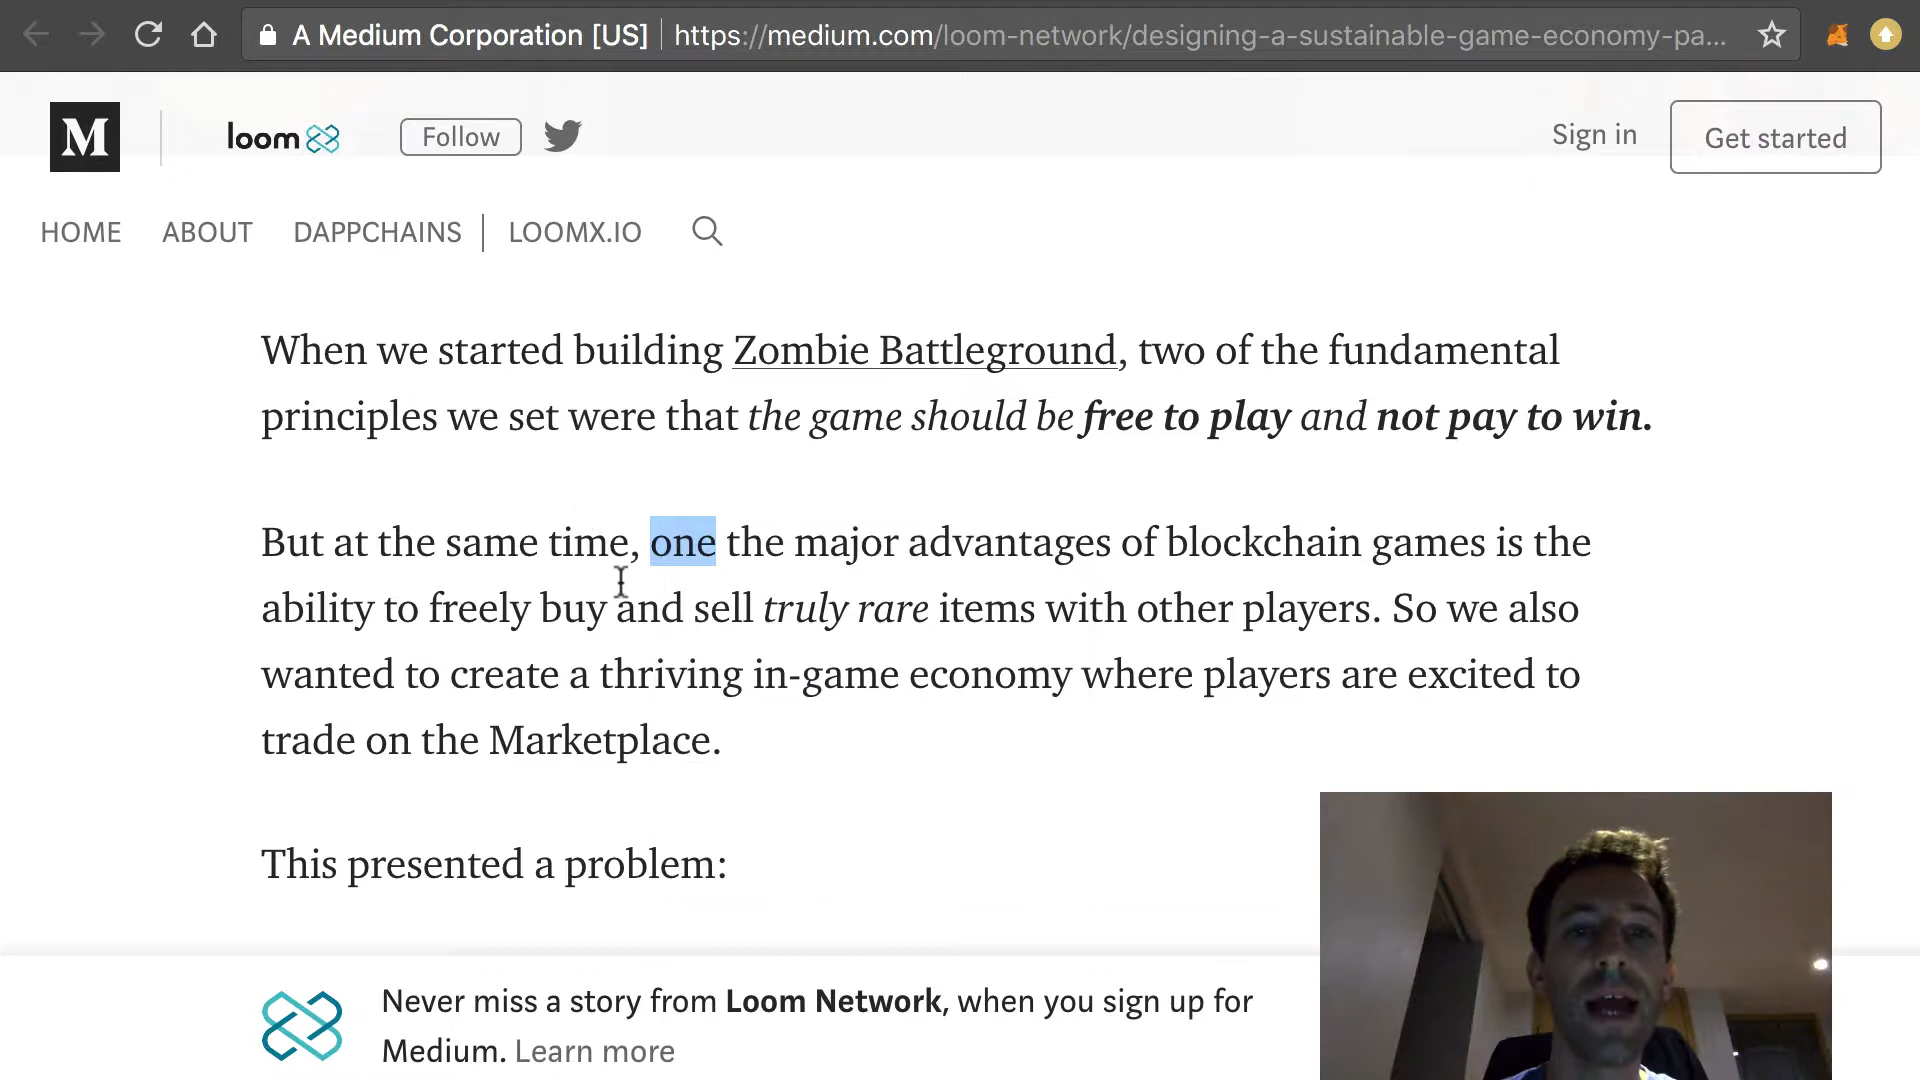 A Medium Corporation [US] https://medium.com/loom-network/designing-a-sustainable-game-economy-pa...
M loom Follow Sign in Get started
HOME ABOUT DAPPCHAINS LOOMX.IO
When we started building Zombie Battleground, two of the fundamental
principles we set were that the game should be free to play and not pay to win.
But at the same time, one the major advantages of blockchain games is the
ability to freely buy and sell truly rare items with other players. So we also
wanted to create a thriving in-game economy where players are excited to
trade on the Marketplace.
This presented a problem:
Never miss a story from Loom Network, when you sign up for
Medium. Learn more